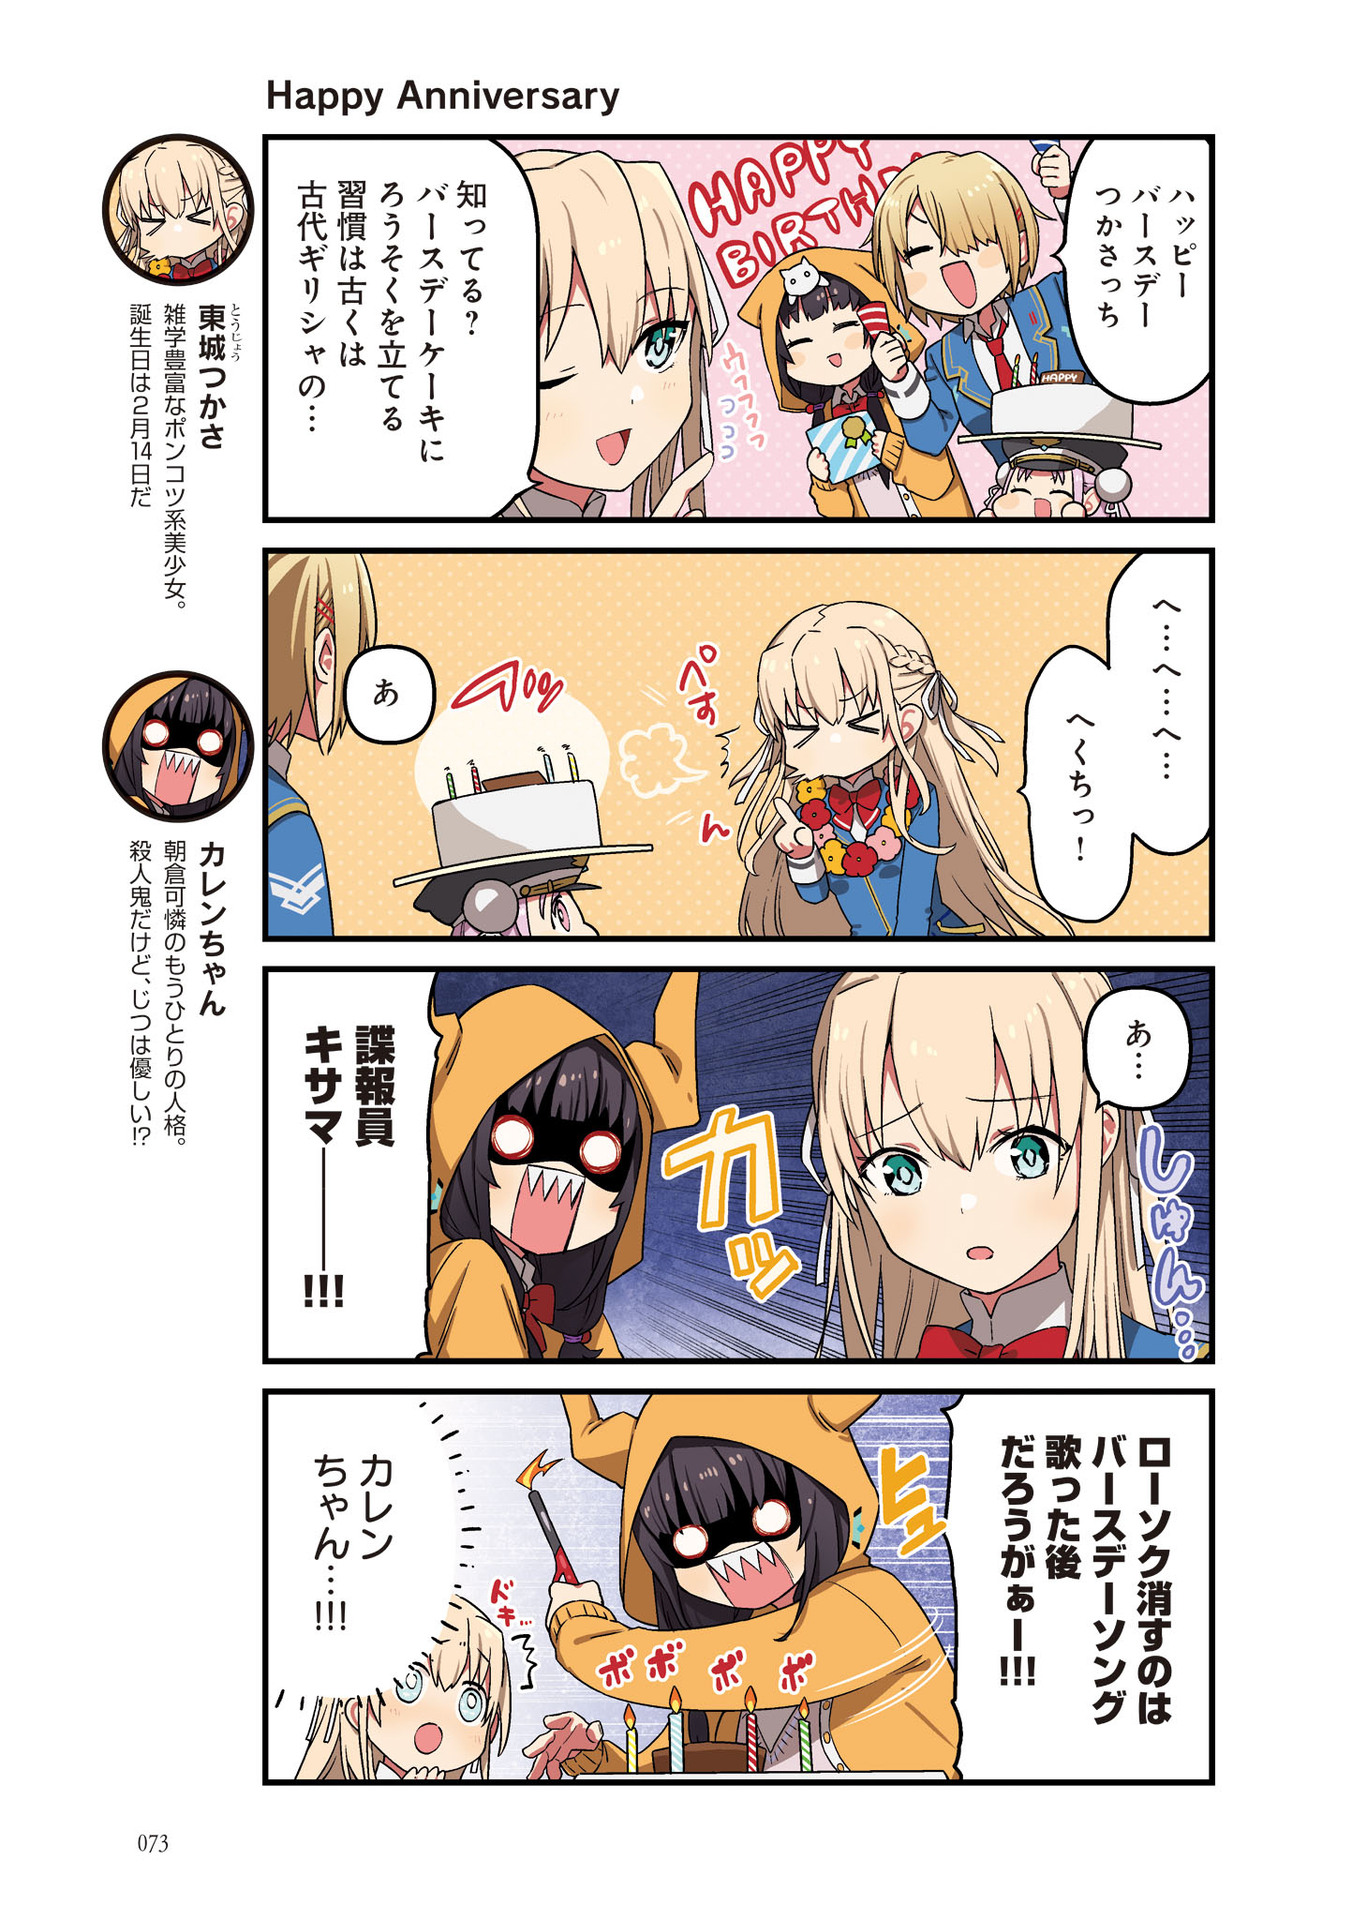 Happy Anniversary
ハッピー
バースデー
つかさっち
HAPPY
BIRTH
HAPPY
ウフフフフ
つつつつ
知ってる?
バースデーケーキに
ろうそくを立てる
習慣は古くは
古代ギリシャの…
へ…へ…へ…
へくちっ!
ぺすん
あ
あ…
しゅん…
カッ
諜報員
キサマ――!!!
ローソク消すのは
バースデーソング
歌った後
だろうがぁー!!!
ヒュ
ボボボボ
ドキ…
カレン
ちゃん…!!!
とうじょう
東城つかさ
雑学豊富なポンコツ系美少女。
誕生日は2月14日だ
カレンちゃん
朝倉可憐のもうひとりの人格。
殺人鬼だけど、じつは優しい!?
073